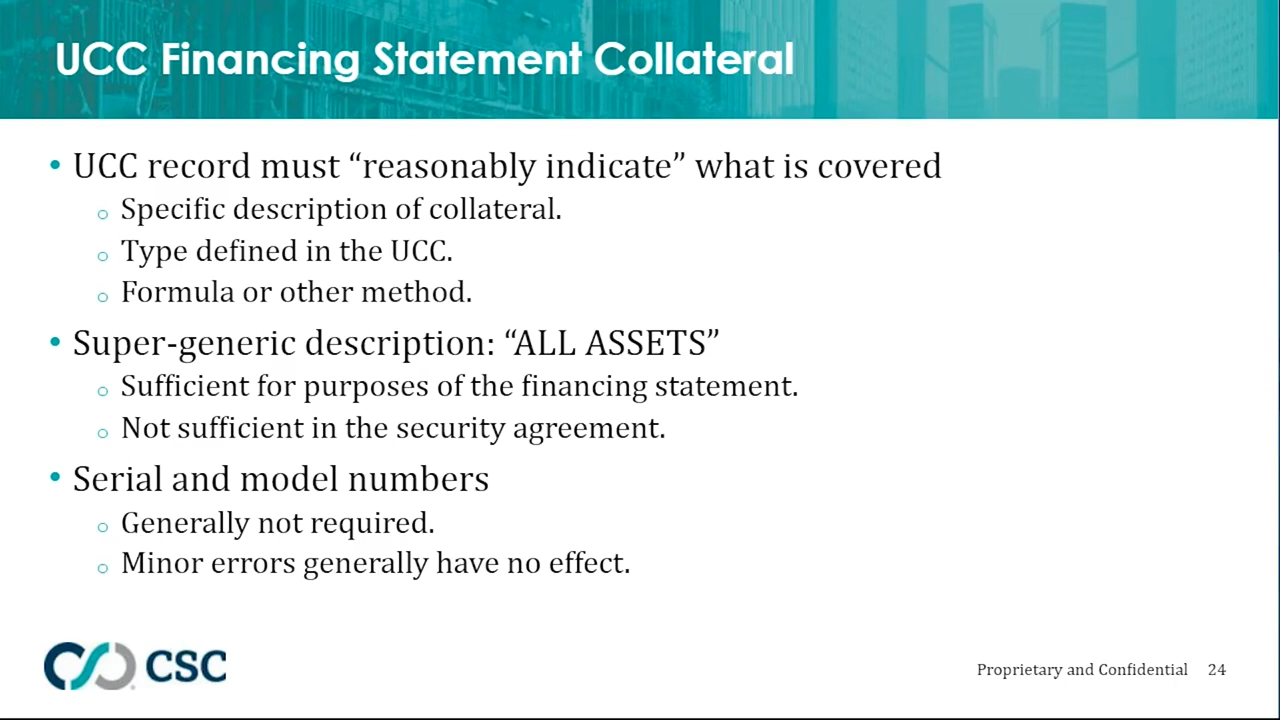 UCC Financing Statement Collateral
• UCC record must “reasonably indicate” what is covered
o Specific description of collateral.
o Type defined in the UCC.
o Formula or other method.
• Super-generic description: “ALL ASSETS”
o Sufficient for purposes of the financing statement.
o Not sufficient in the security agreement.
• Serial and model numbers
o Generally not required.
o Minor errors generally have no effect.
CSC
Proprietary and Confidential 24